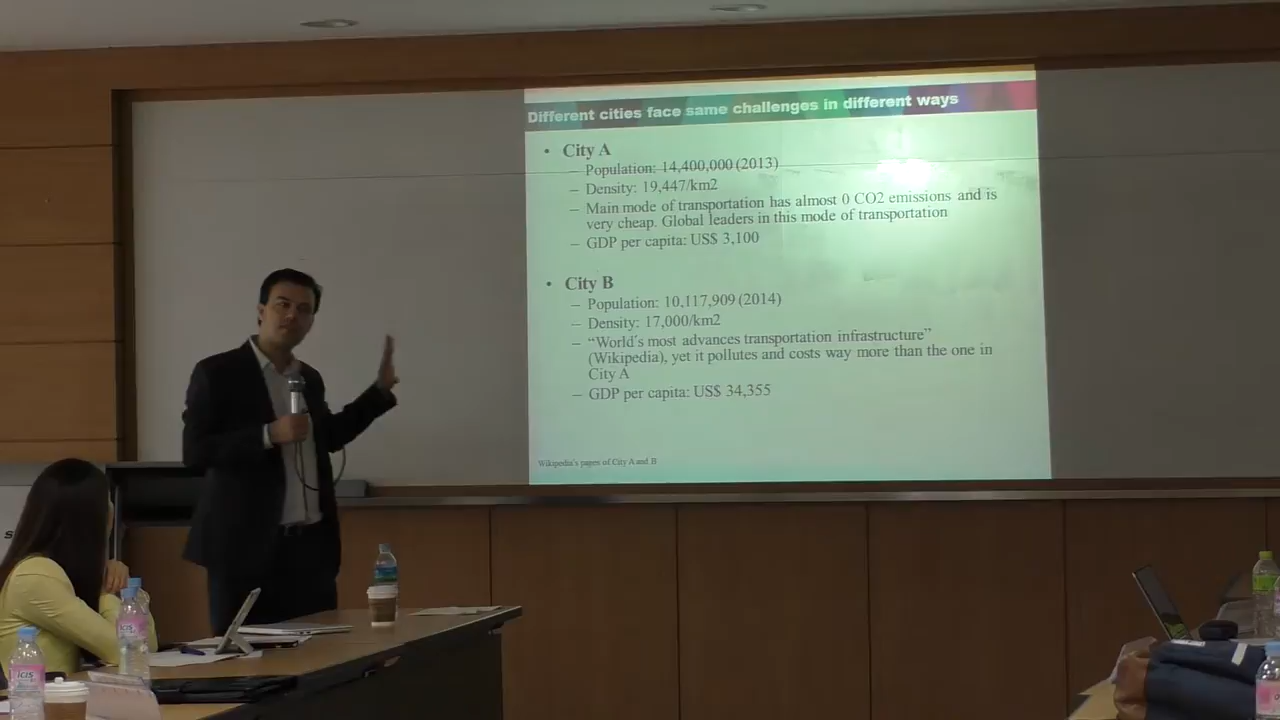 Different cities face same challenges in different ways
• City A
– Population: 14,400,000 (2013)
– Density: 19,447/km2
– Main mode of transportation has almost 0 CO2 emissions and is
very cheap. Global leaders in this mode of transportation
– GDP per capita: US$ 3,100
• City B
– Population: 10,117,909 (2014)
– Density: 17,000/km2
– “World's most advances transportation infrastructure”
(Wikipedia), yet it pollutes and costs way more than the one in
City A
– GDP per capita: US$ 34,355
Wikipedia's pages of City A and B
icis
icis